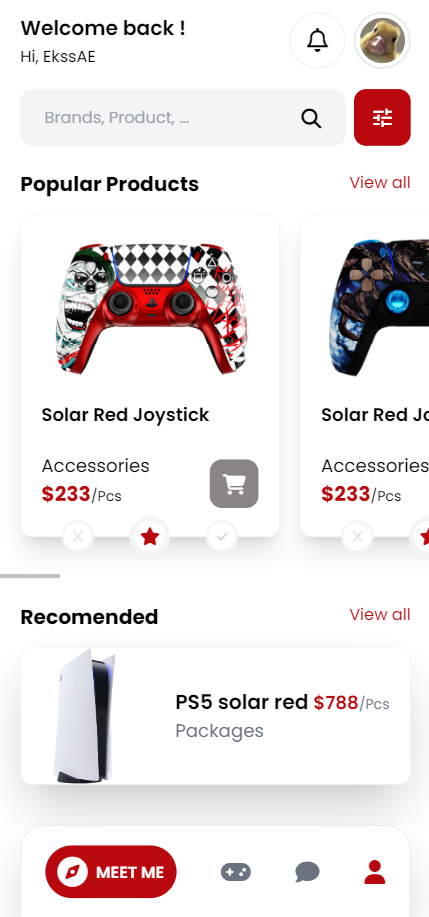 Welcome back !
Hi, EkssAE
Brands, Product, ...
Popular Products
View all
Solar Red Joystick
Accessories
$233/Pcs
Solar Red Jo
Accessories
$233/Pcs
Recomended
View all
PS5 solar red $788/Pcs
Packages
MEET ME